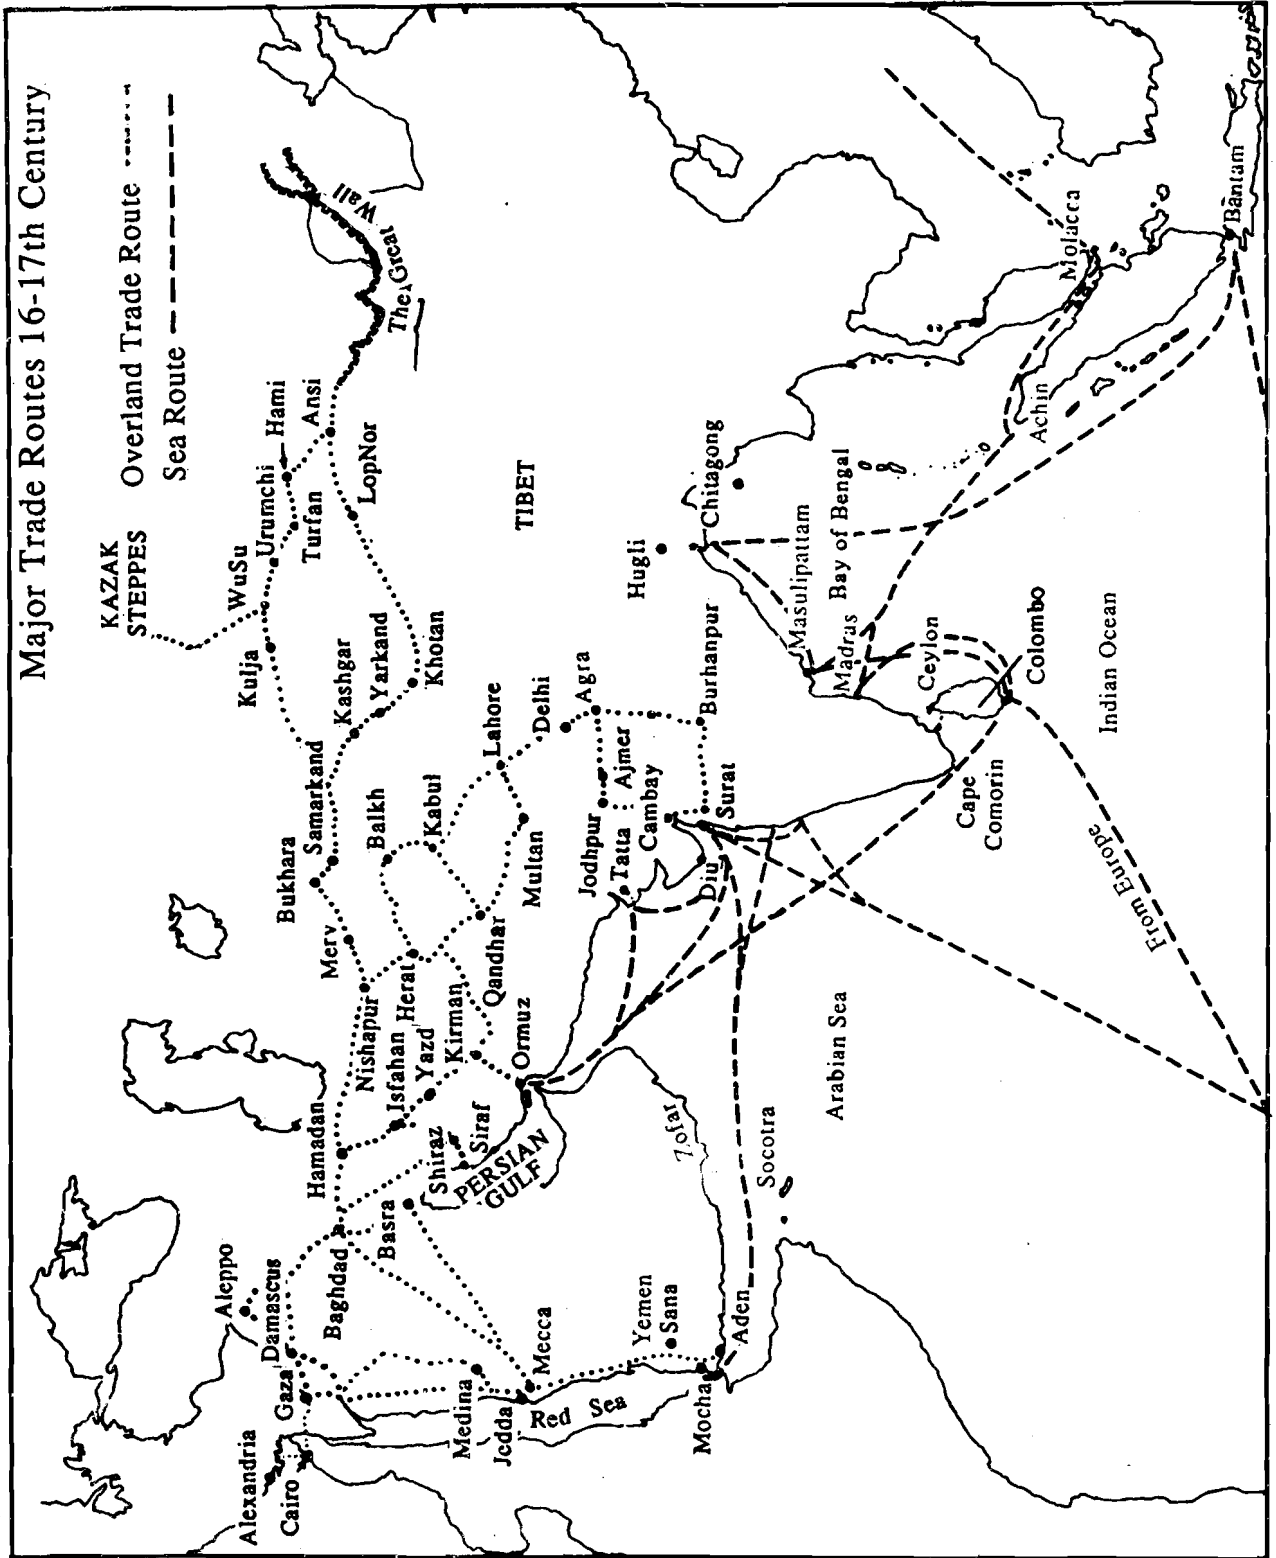 Major Trade Routes 16-17th Century
Overland Trade Route
Sea Route
KAZAK
STEPPES
WuSu
Kulja
Urumchi
Hami
Turfan
Ansi
LopNor
The Great
Wall
Kashgar
Yarkand
Khotan
Samarkand
Bukhara
Merv
Balkh
Kabul
Lahore
Delhi
Agra
Multan
Ajmer
Jodhpur
Tatta
Cambay
Surat
Diu
Burhanpur
TIBET
Hugli
Chitagong
Masulipattam
Bay of Bengal
Madras
Ceylon
Colombo
Cape
Comorin
Indian Ocean
From Europe
Achin
Molacca
Bantam
Nishapur
Herat
Qandhar
Hamadan
Isfahan
Yazd
Kirman
Ormuz
Shiraz
Siraf
PERSIAN
GULF
Basra
Baghdad
Aleppo
Damascus
Gaza
Alexandria
Cairo
Medina
Jedda
Mecca
Red Sea
Yemen
Sana
Mocha
Aden
Zofar
Socotra
Arabian Sea